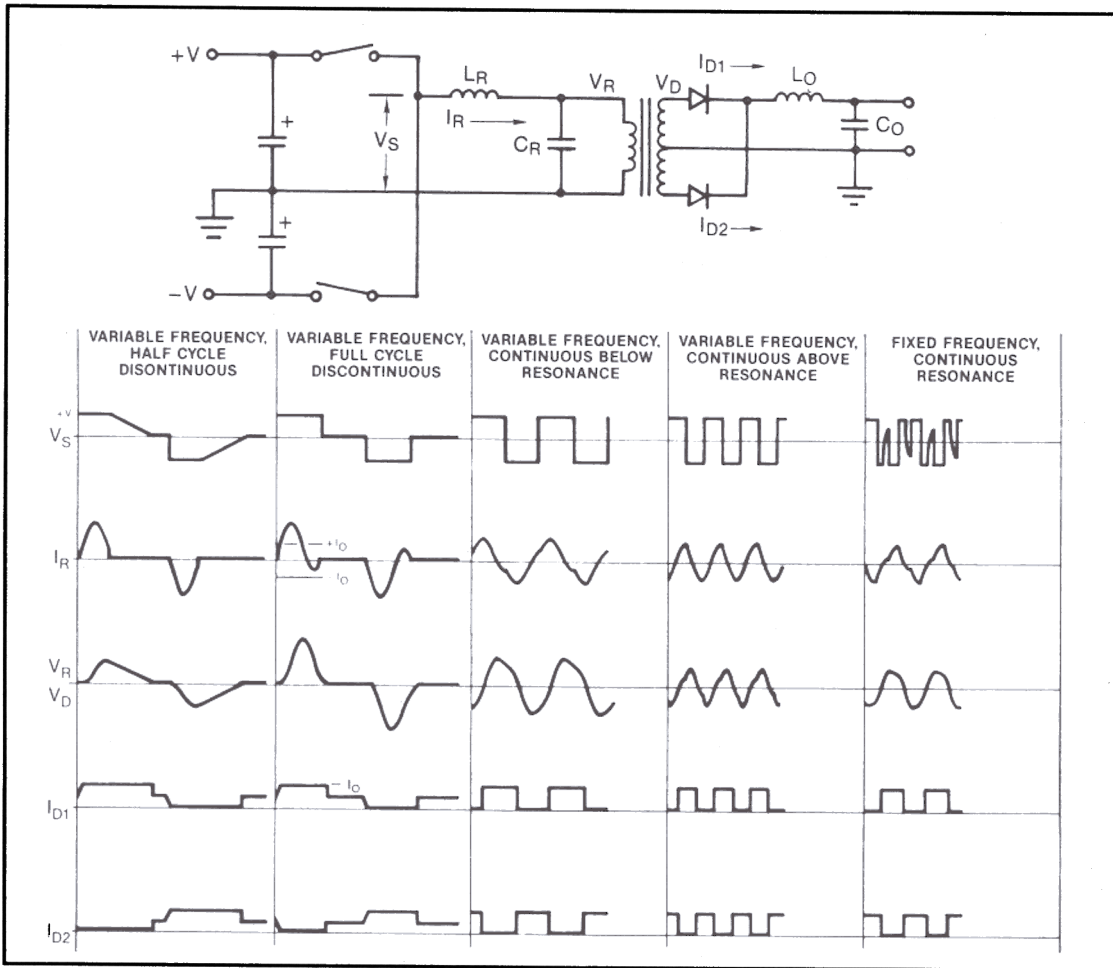 +V
LR
IR
VS
CR
VR
VD
ID1
LO
CO
ID2
+
+
-V
VARIABLE FREQUENCY,
HALF CYCLE
DISONTINUOUS
VARIABLE FREQUENCY,
FULL CYCLE
DISCONTINUOUS
VARIABLE FREQUENCY,
CONTINUOUS BELOW
RESONANCE
VARIABLE FREQUENCY,
CONTINUOUS ABOVE
RESONANCE
FIXED FREQUENCY,
CONTINUOUS
RESONANCE
+V
VS
IR
+IO
IO
VR
VD
ID1
IO
ID2